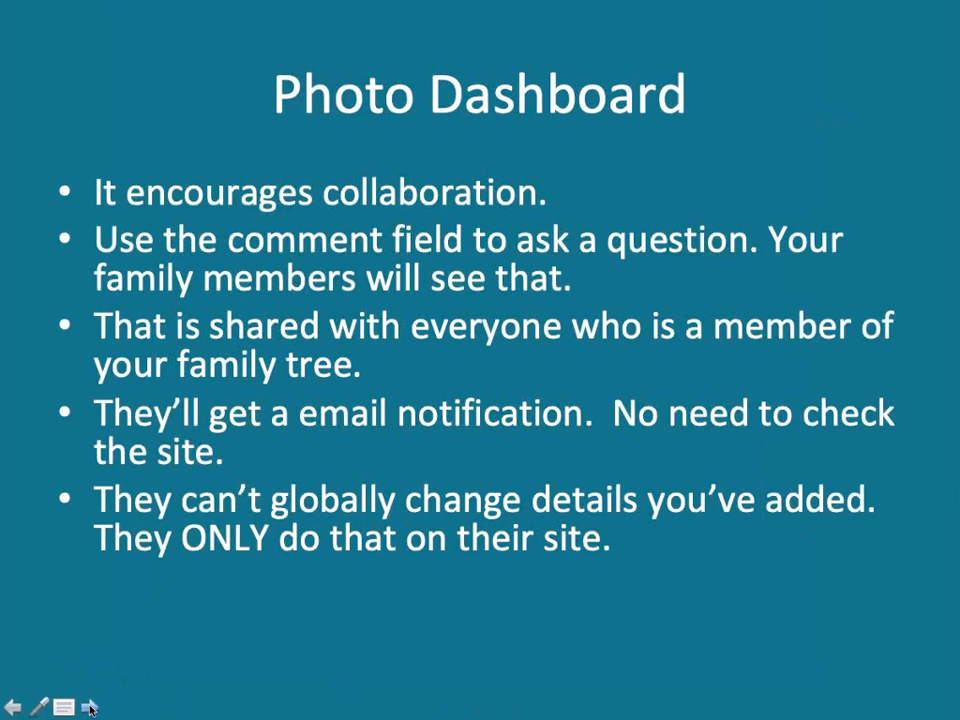 Photo Dashboard
• It encourages collaboration.
• Use the comment field to ask a question. Your
family members will see that.
• That is shared with everyone who is a member of
your family tree.
• They’ll get a email notification.  No need to check
the site.
• They can’t globally change details you’ve added.
They ONLY do that on their site.